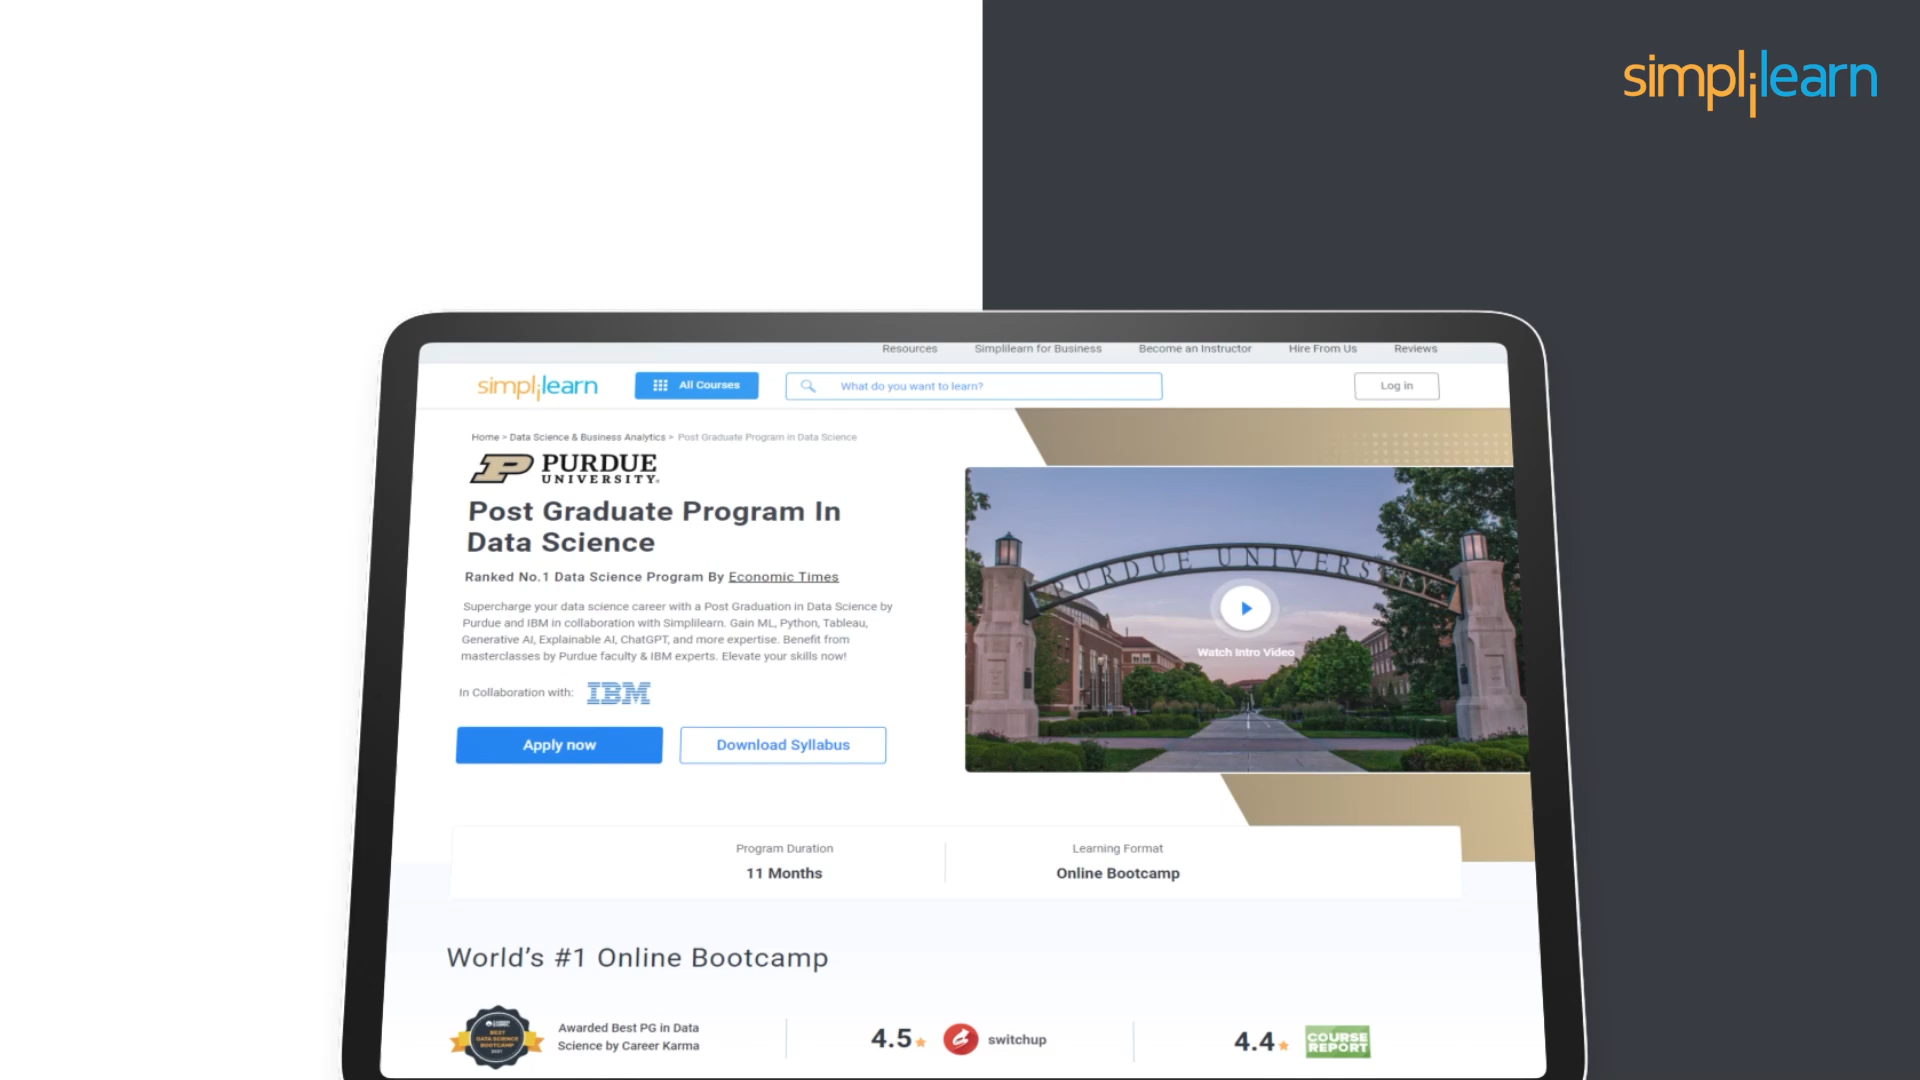 simplilearn
Resources Simplilearn for Business Become an Instructor Hire From Us Reviews
simplilearn All Courses What do you want to learn? Log in
Home > Data Science & Business Analytics > Post Graduate Program in Data Science
PURDUE
UNIVERSITY
Post Graduate Program In
Data Science
Ranked No.1 Data Science Program By Economic Times
Supercharge your data science career with a Post Graduation in Data Science by
Purdue and IBM in collaboration with Simplilearn. Gain ML, Python, Tableau,
Generative AI, Explainable AI, ChatGPT, and more expertise. Benefit from
masterclasses by Purdue faculty & IBM experts. Elevate your skills now!
In Collaboration with: IBM
Apply now Download Syllabus
PURDUE UNIVERSITY
Watch Intro Video
Program Duration
11 Months
Learning Format
Online Bootcamp
World's #1 Online Bootcamp
BEST
DATA SCIENCE
BOOTCAMP
2021
Awarded Best PG in Data
Science by Career Karma
4.5 switchup
4.4 COURSE
REPORT